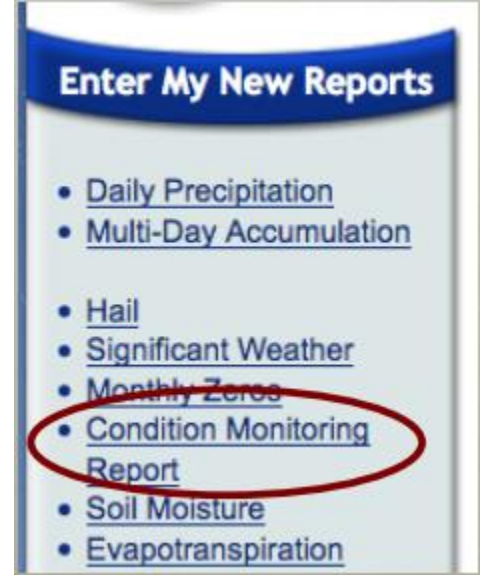 Enter My New Reports
• Daily Precipitation
• Multi-Day Accumulation
• Hail
• Significant Weather
• Monthly Zeros
• Condition Monitoring
Report
• Soil Moisture
• Evapotranspiration